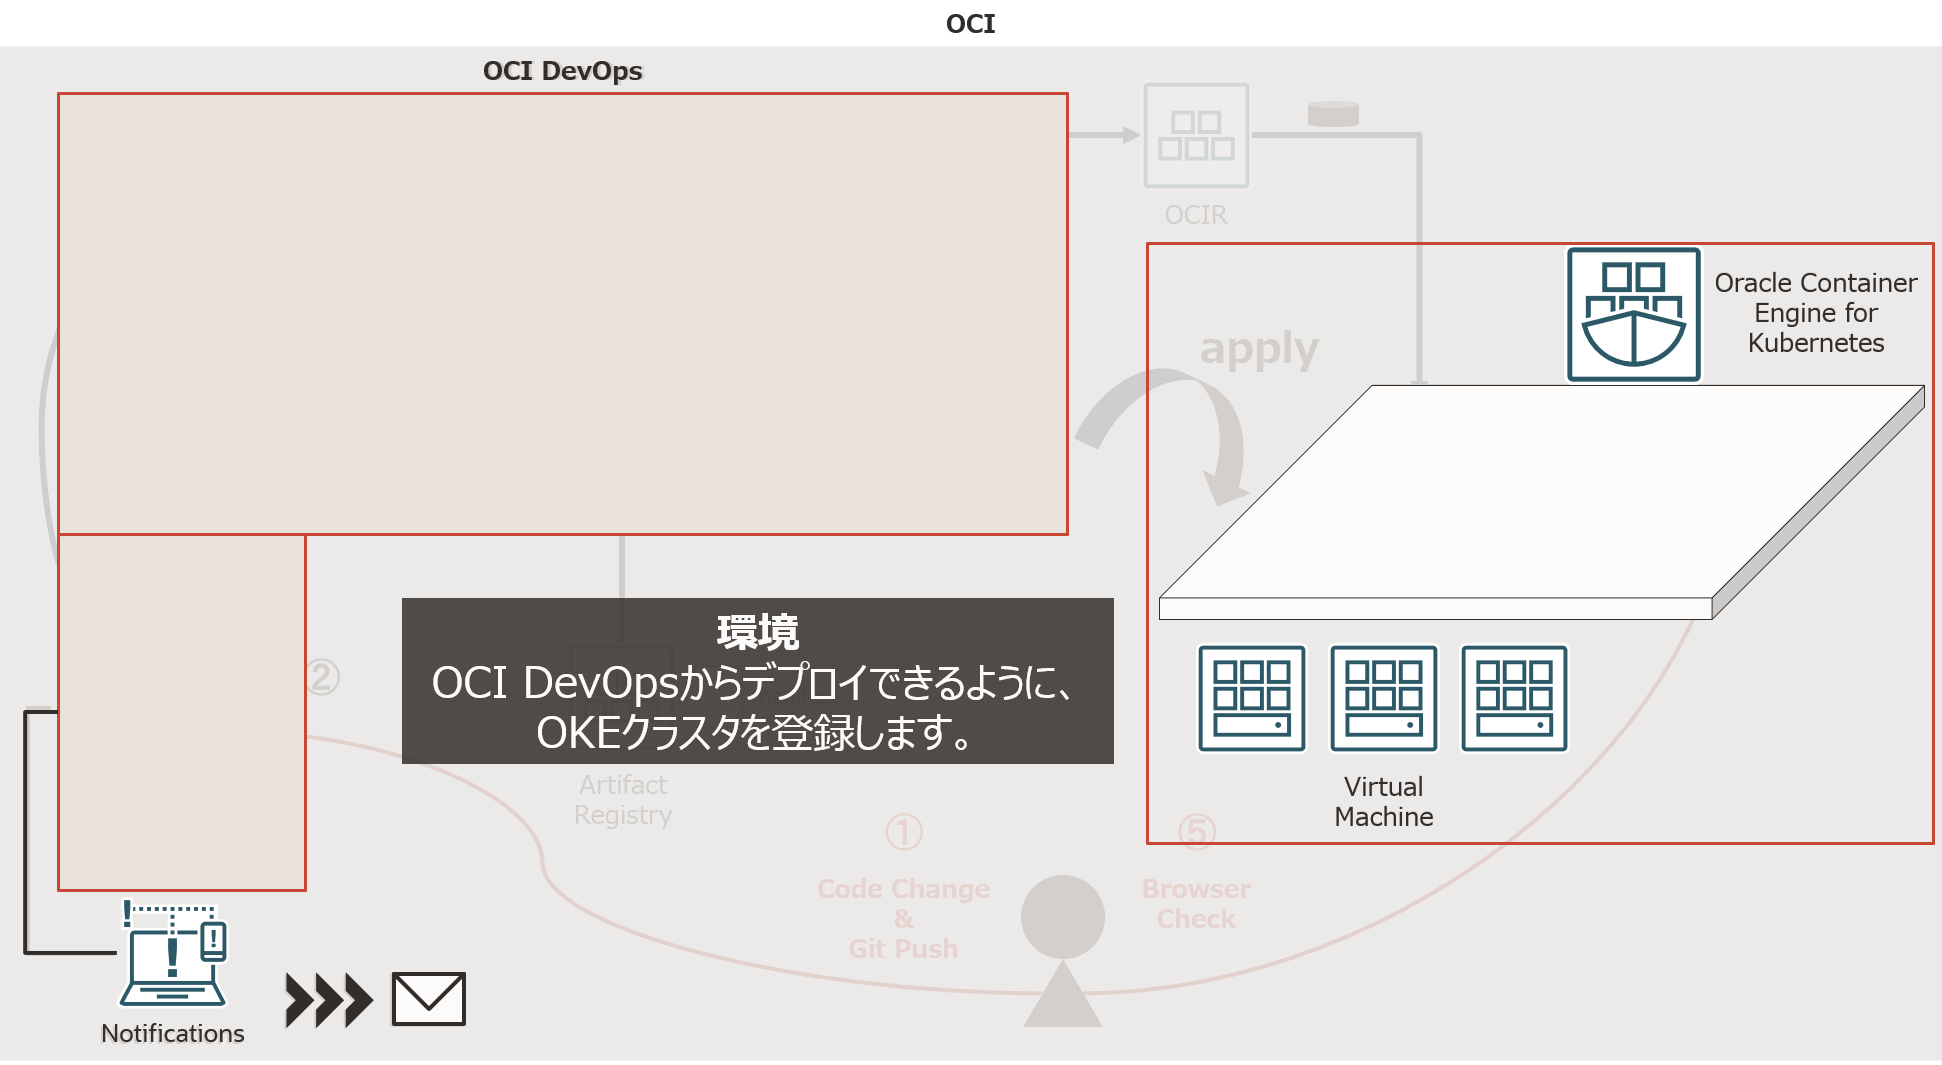 OCI
OCI DevOps
OCIR
Oracle Container
Engine for
Kubernetes
apply
環境
OCI DevOpsからデプロイできるように、
OKEクラスタを登録します。
②
Artifact
Registry
Virtual
Machine
①
Code Change
&
Git Push
⑤
Browser
Check
Notifications